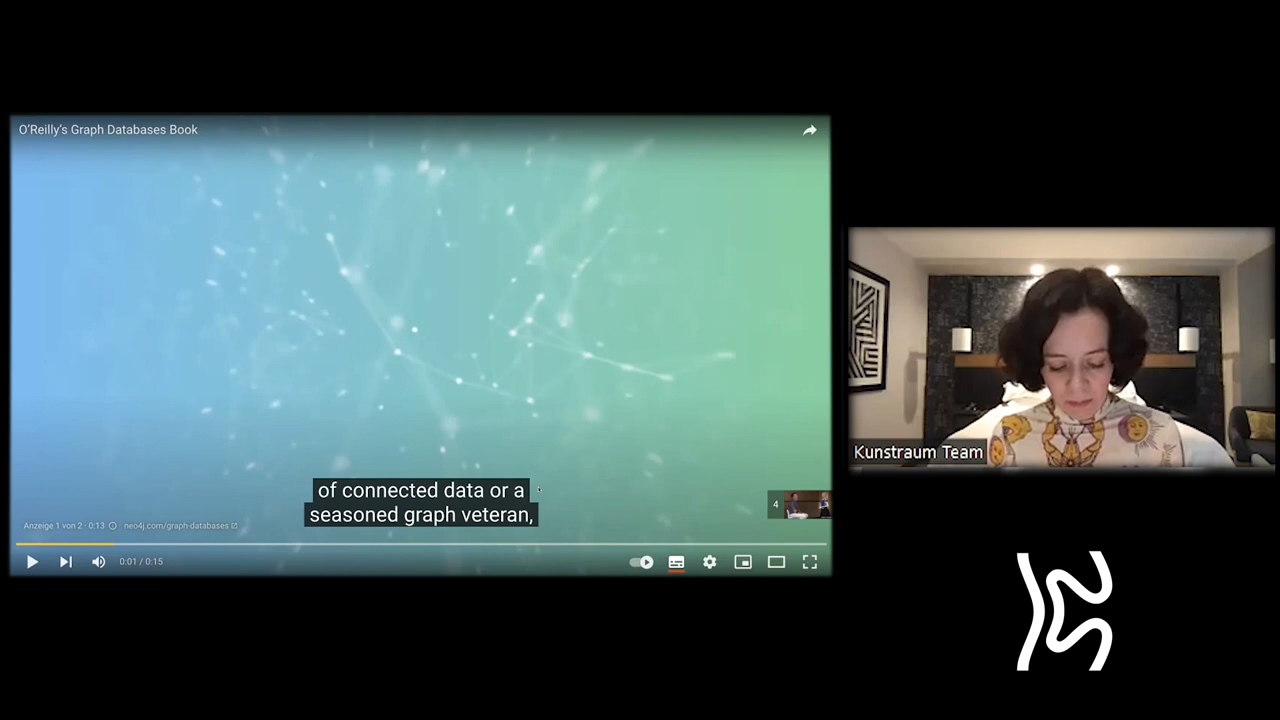 O'Reilly's Graph Databases Book
of connected data or a
seasoned graph veteran,
4
Anzeige 1 von 2 · 0:13
neo4j.com/graph-databases
0:01 / 0:15
Kunstraum Team